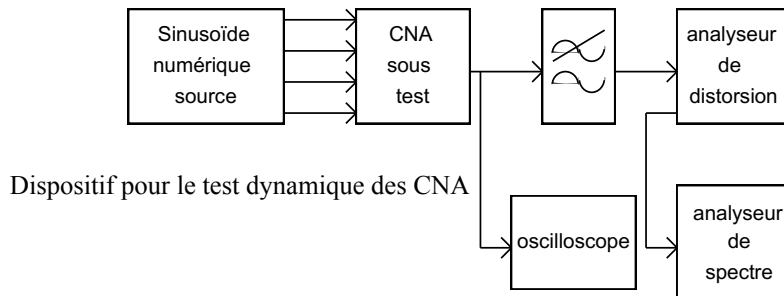 Sinusoïde
numérique
source
CNA
sous
test
analyseur
de
distorsion
Dispositif pour le test dynamique des CNA
oscilloscope
analyseur
de
spectre